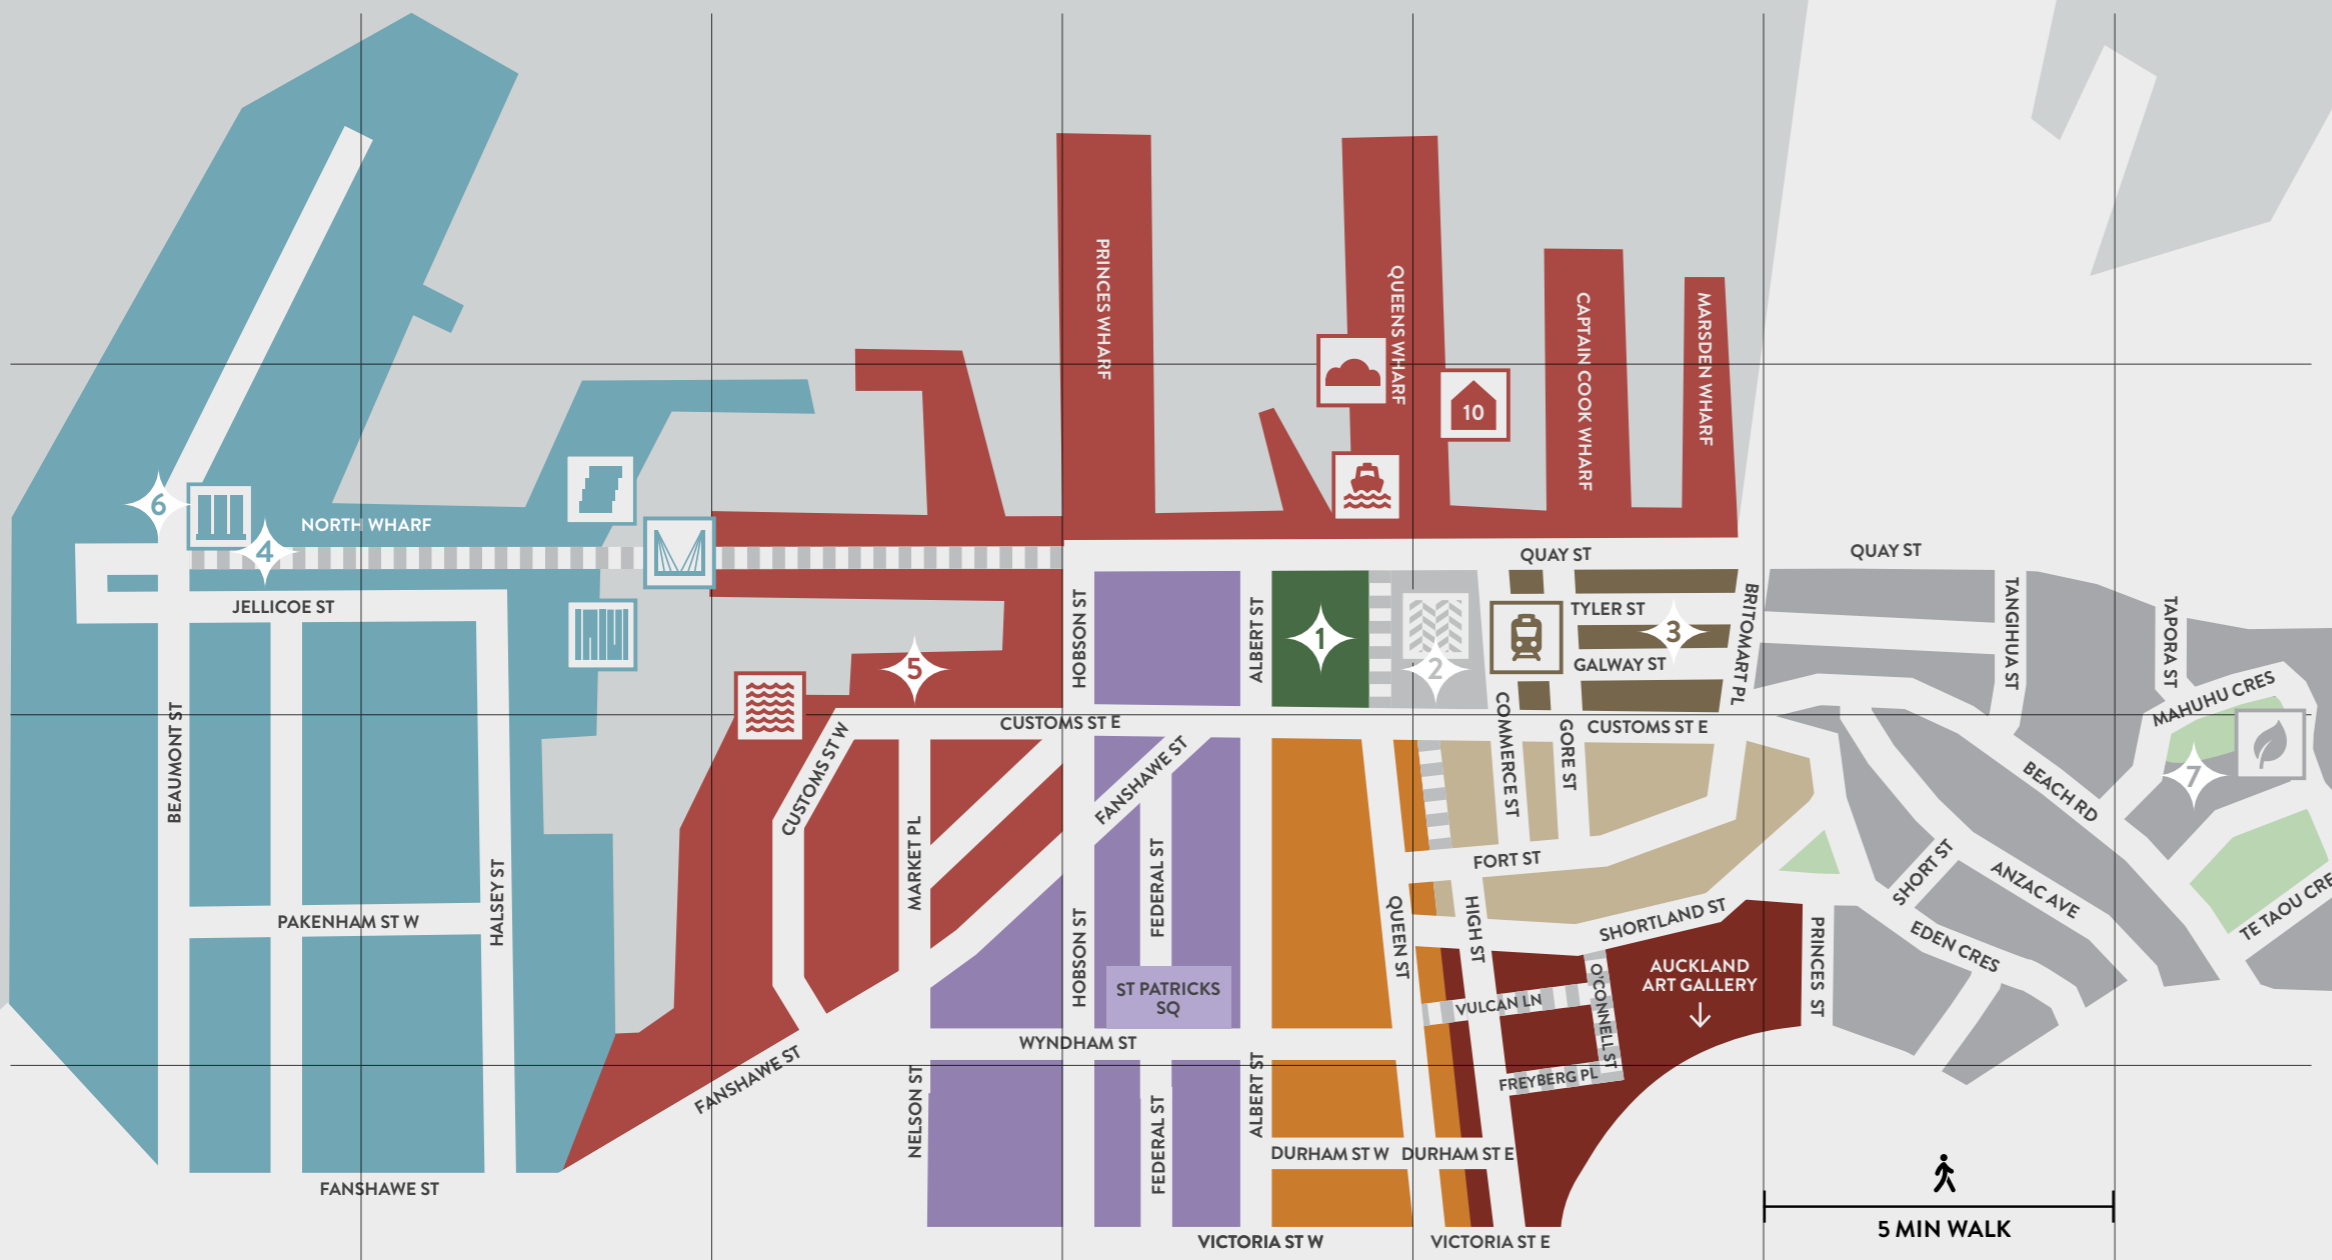 PRINCES WHARF
QUEENS WHARF
CAPTAIN COOK WHARF
MARSDEN WHARF
10
6
4
NORTH WHARF
QUAY ST
QUAY ST
JELLICOE ST
HOBSON ST
ALBERT ST
1
2
TYLER ST
3
GALWAY ST
BRITOMART PL
TANGIHUA ST
TAPORA ST
5
MAHUHU CRES
CUSTOMS ST E
CUSTOMS ST E
COMMERCE ST
GORE ST
BEAUMONT ST
CUSTOMS ST W
FANSHAWE ST
BEACH RD
7
MARKET PL
FEDERAL ST
FORT ST
SHORT ST
ANZAC AVE
HALSEY ST
PAKENHAM ST W
HOBSON ST
QUEEN ST
HIGH ST
SHORTLAND ST
PRINCES ST
EDEN CRES
TE TAOU CRE
ST PATRICKS
SQ
AUCKLAND
ART GALLERY
O'CONNELL ST
VULCAN LN
WYNDHAM ST
FANSHAWE ST
NELSON ST
FEDERAL ST
ALBERT ST
FREYBERG PL
DURHAM ST W
DURHAM ST E
FANSHAWE ST
VICTORIA ST W
VICTORIA ST E
5 MIN WALK